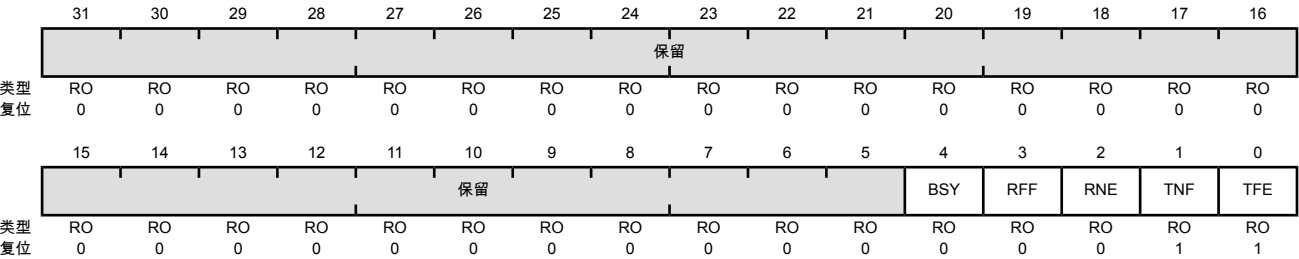 31 30 29 28 27 26 25 24 23 22 21 20 19 18 17 16
保留
类型 RO RO RO RO RO RO RO RO RO RO RO RO RO RO RO RO
复位 0 0 0 0 0 0 0 0 0 0 0 0 0 0 0 0
15 14 13 12 11 10 9 8 7 6 5 4 3 2 1 0
保留 BSY RFF RNE TNF TFE
类型 RO RO RO RO RO RO RO RO RO RO RO RO RO RO RO RO
复位 0 0 0 0 0 0 0 0 0 0 0 0 0 0 1 1